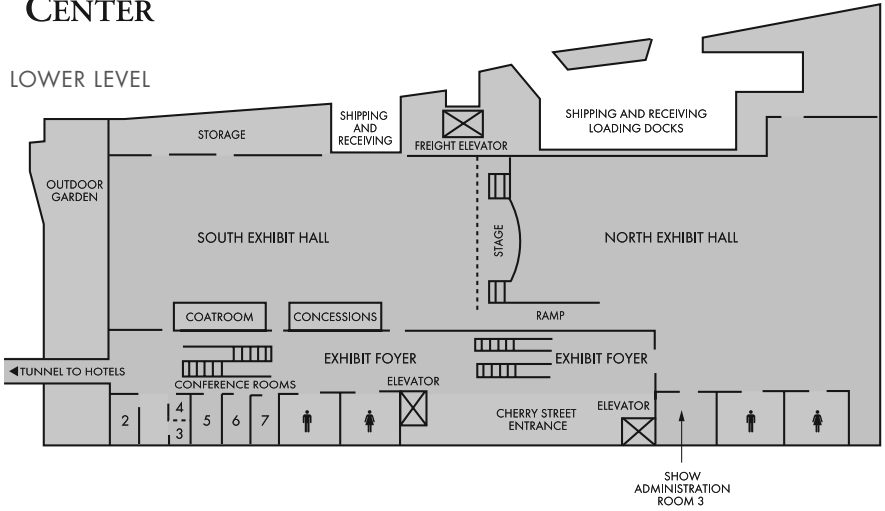 CENTER
LOWER LEVEL
STORAGE
SHIPPING
AND
RECEIVING
FREIGHT ELEVATOR
SHIPPING AND RECEIVING
LOADING DOCKS
OUTDOOR
GARDEN
SOUTH EXHIBIT HALL
STAGE
NORTH EXHIBIT HALL
COATROOM
CONCESSIONS
RAMP
EXHIBIT FOYER
EXHIBIT FOYER
TUNNEL TO HOTELS
CONFERENCE ROOMS
ELEVATOR
2
4
3
5
6
7
CHERRY STREET
ENTRANCE
ELEVATOR
SHOW
ADMINISTRATION
ROOM 3